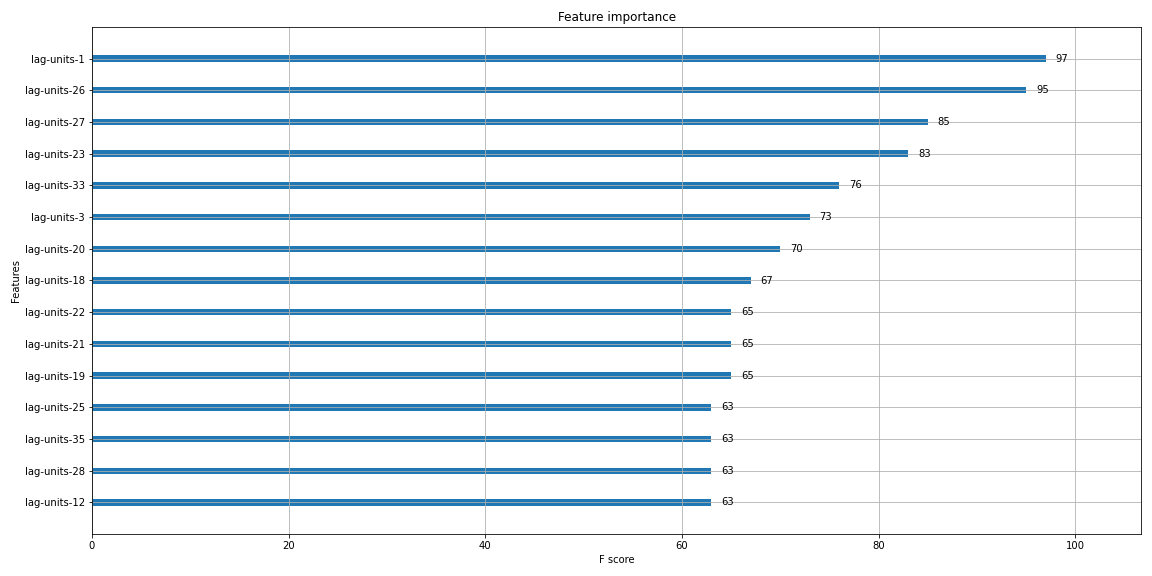 Feature importance
lag-units-1 97
lag-units-26 95
lag-units-27 85
lag-units-23 83
lag-units-33 76
lag-units-3 73
lag-units-20 70
lag-units-18 67
lag-units-22 65
lag-units-21 65
lag-units-19 65
lag-units-25 63
lag-units-35 63
lag-units-28 63
lag-units-12 63
Features
0 20 40 60 80 100
F score